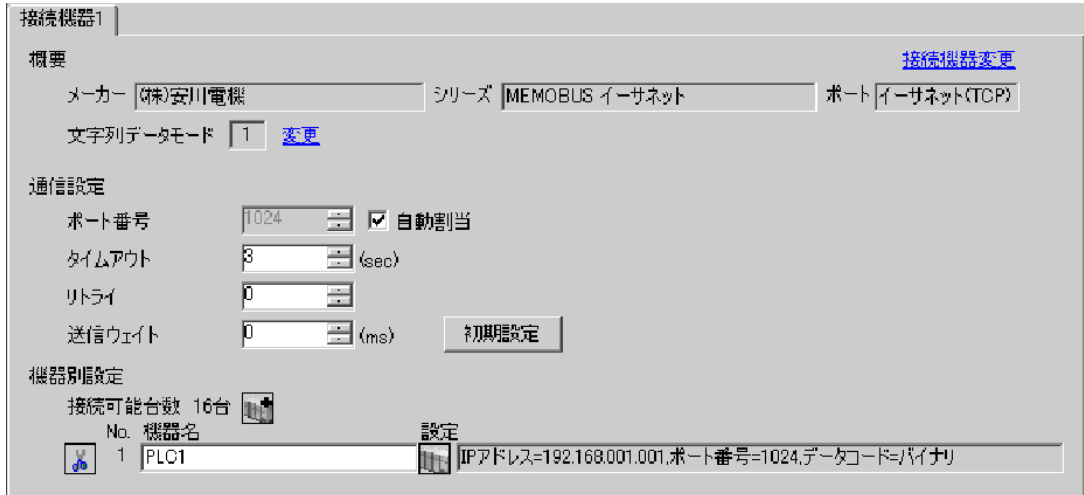 接続機器1
概要 接続機器変更
メーカー (株)安川電機 シリーズ MEMOBUS イーサネット ポート イーサネット(TCP)
文字列データモード 1 変更
通信設定
ポート番号 1024 自動割当
タイムアウト 3 (sec)
リトライ 0
送信ウェイト 0 (ms) 初期設定
機器別設定
接続可能台数 16台
No. 機器名 設定
1 PLC1 IPアドレス=192.168.001.001,ポート番号=1024,データコード=バイナリ